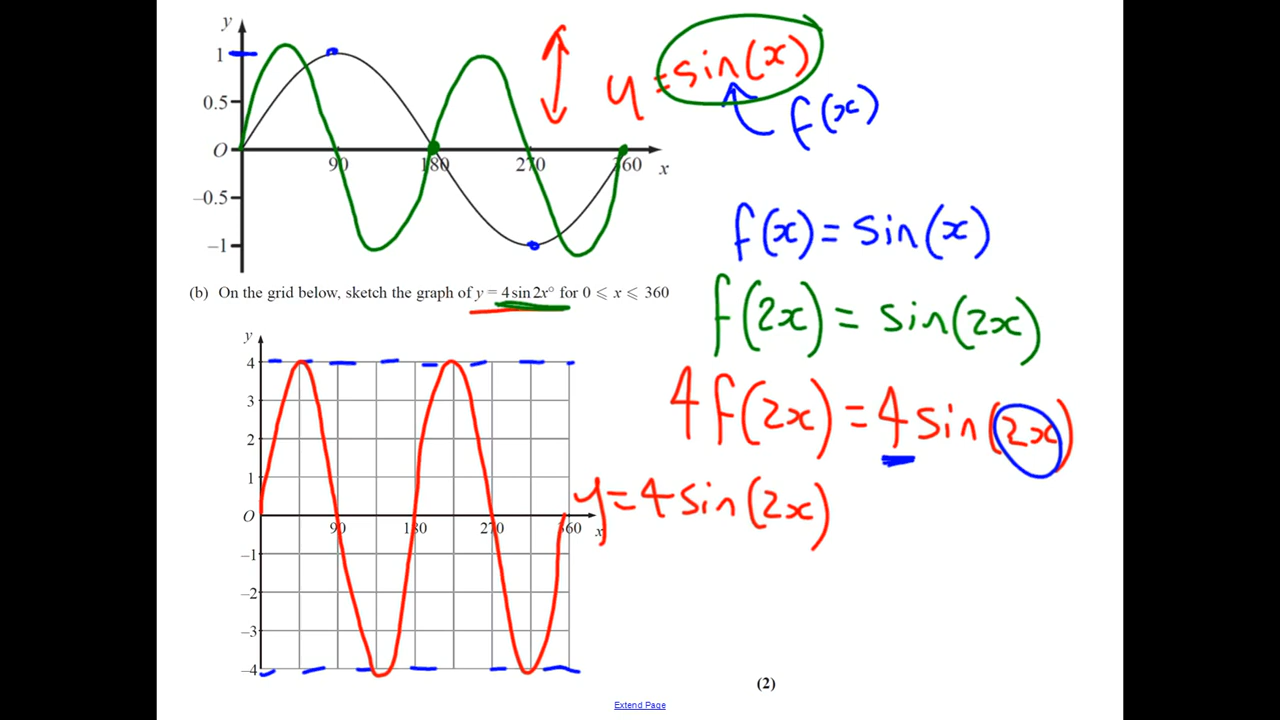 y
1
0.5
O
-0.5
-1
90 180 270 360 x
y = sin(x)
f(x)
f(x) = sin(x)
(b) On the grid below, sketch the graph of y = 4 sin 2x° for 0 ⩽ x ⩽ 360
f(2x) = sin(2x)
y
4
3
2
1
O
-1
-2
-3
-4
90 180 270 360 x
4f(2x) = 4sin(2x)
y = 4sin(2x)
(2)
Extend Page